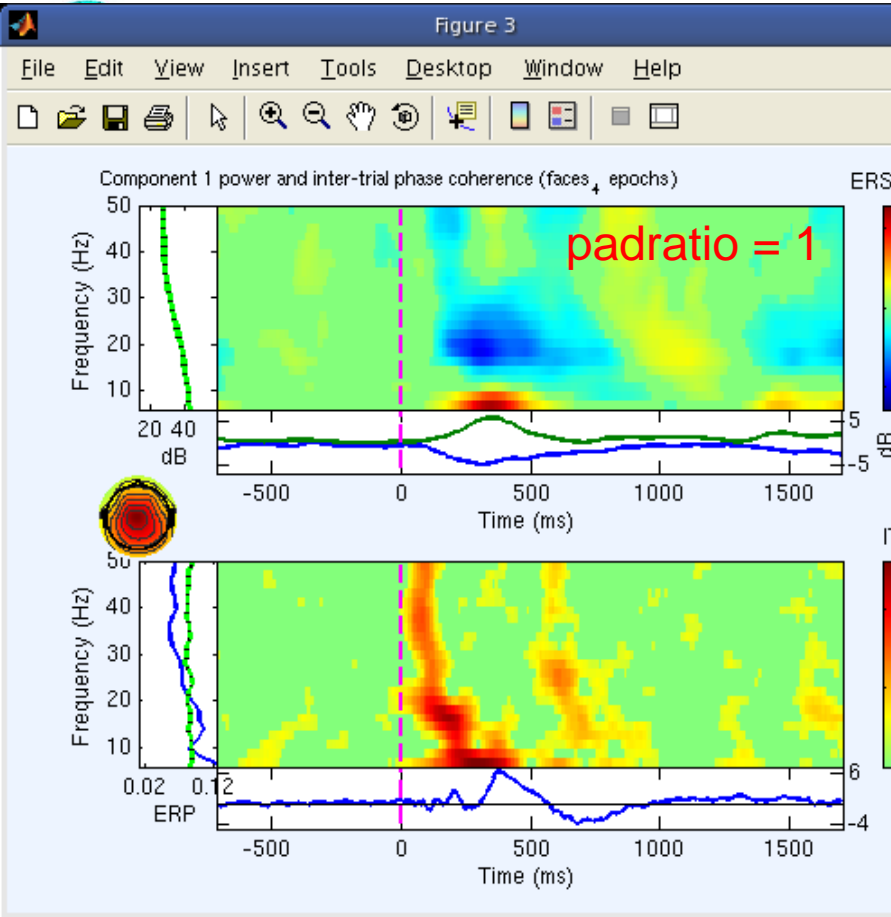 Figure 3
File Edit View Insert Tools Desktop Window Help
Component 1 power and inter-trial phase coherence (faces_4 epochs)
ERS
padratio = 1
50
40
30
20
10
Frequency (Hz)
20 40
dB
5
-5
dB
-500 0 500 1000 1500
Time (ms)
50
40
30
20
10
Frequency (Hz)
0.02 0.12
ERP
6
-4
-500 0 500 1000 1500
Time (ms)